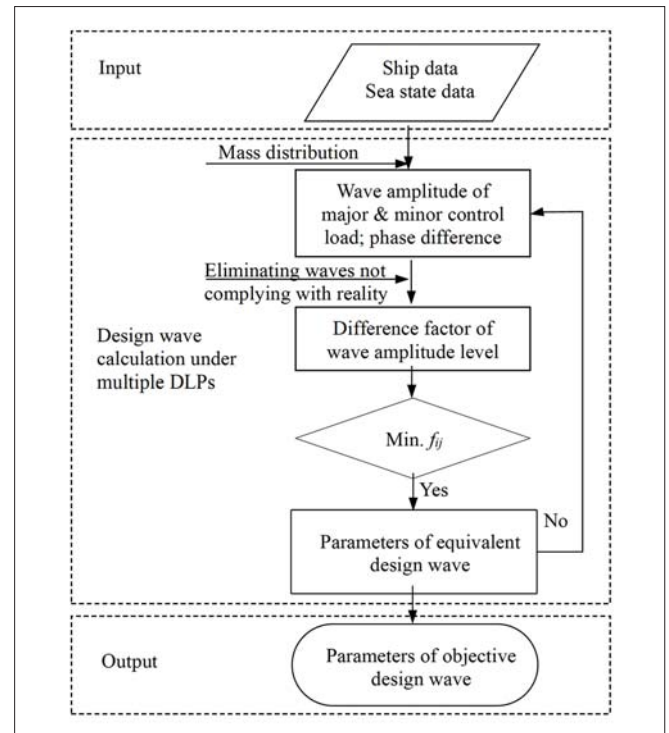 Input
Ship data
Sea state data
Mass distribution
Wave amplitude of
major & minor control
load; phase difference
Eliminating waves not
complying with reality
Difference factor of
wave amplitude level
Design wave
calculation under
multiple DLPs
Min. fij
Yes
No
Parameters of equivalent
design wave
Output
Parameters of objective
design wave